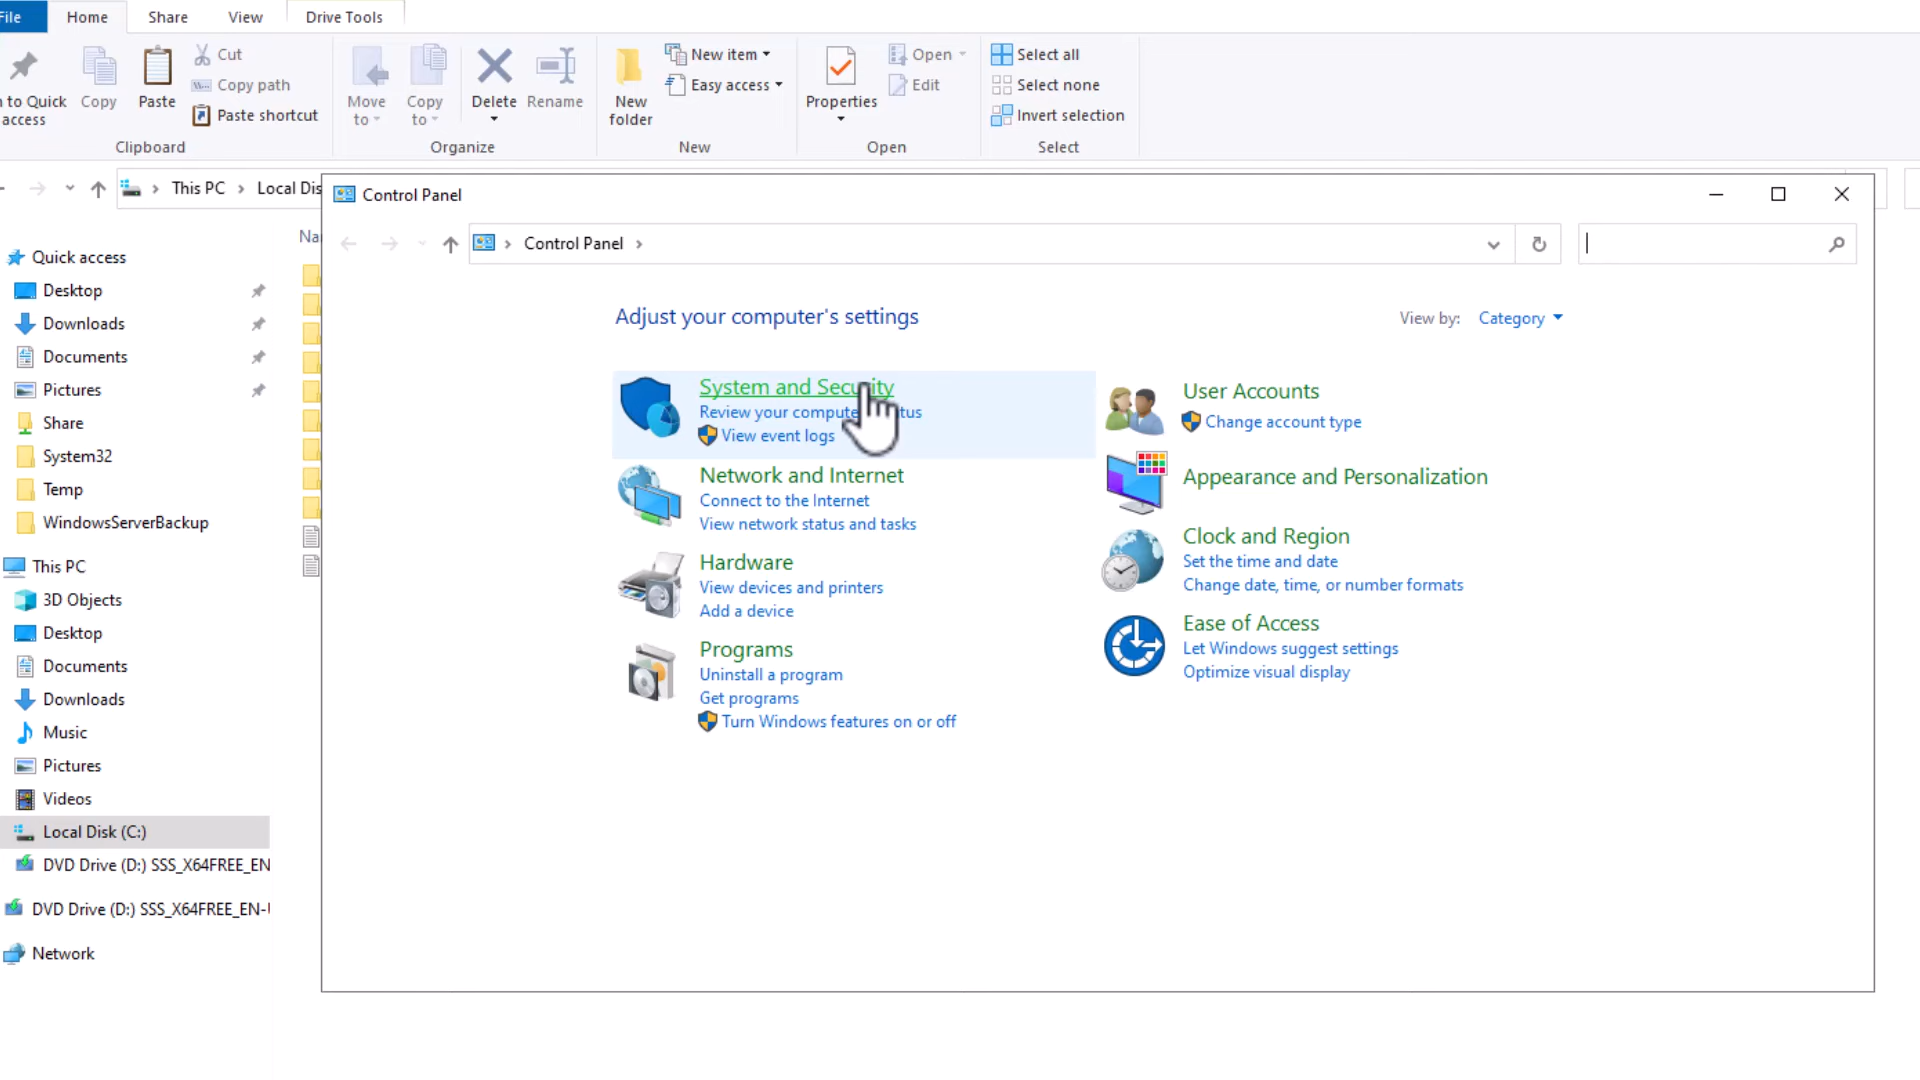 File
Home
Share
View
Drive Tools
to Quick
access
Copy
Paste
Cut
Copy path
Paste shortcut
Clipboard
Move
to
Copy
to
Delete
Rename
Organize
New
folder
New item
Easy access
New
Properties
Open
Edit
Open
Select all
Select none
Invert selection
Select
This PC
Local Dis
Control Panel
Control Panel
Na
Quick access
Desktop
Downloads
Documents
Pictures
Share
System32
Temp
WindowsServerBackup
This PC
3D Objects
Desktop
Documents
Downloads
Music
Pictures
Videos
Local Disk (C:)
DVD Drive (D:) SSS_X64FREE_EN
DVD Drive (D:) SSS_X64FREE_EN-U
Network
Adjust your computer's settings
View by: Category
System and Security
Review your compute tus
View event logs
Network and Internet
Connect to the Internet
View network status and tasks
Hardware
View devices and printers
Add a device
Programs
Uninstall a program
Get programs
Turn Windows features on or off
User Accounts
Change account type
Appearance and Personalization
Clock and Region
Set the time and date
Change date, time, or number formats
Ease of Access
Let Windows suggest settings
Optimize visual display